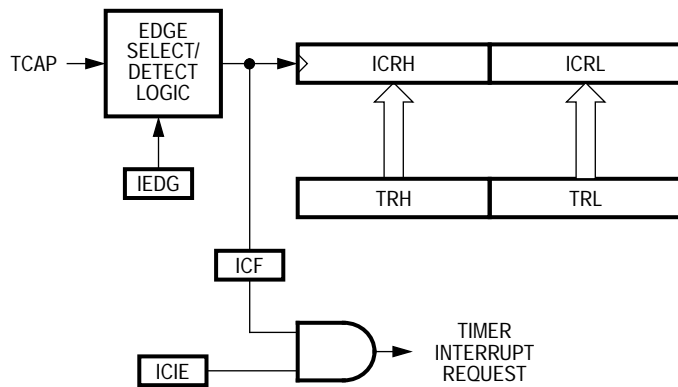 EDGE
SELECT/
DETECT
LOGIC
TCAP
ICRH
ICRL
IEDG
TRH
TRL
ICF
ICIE
TIMER
INTERRUPT
REQUEST